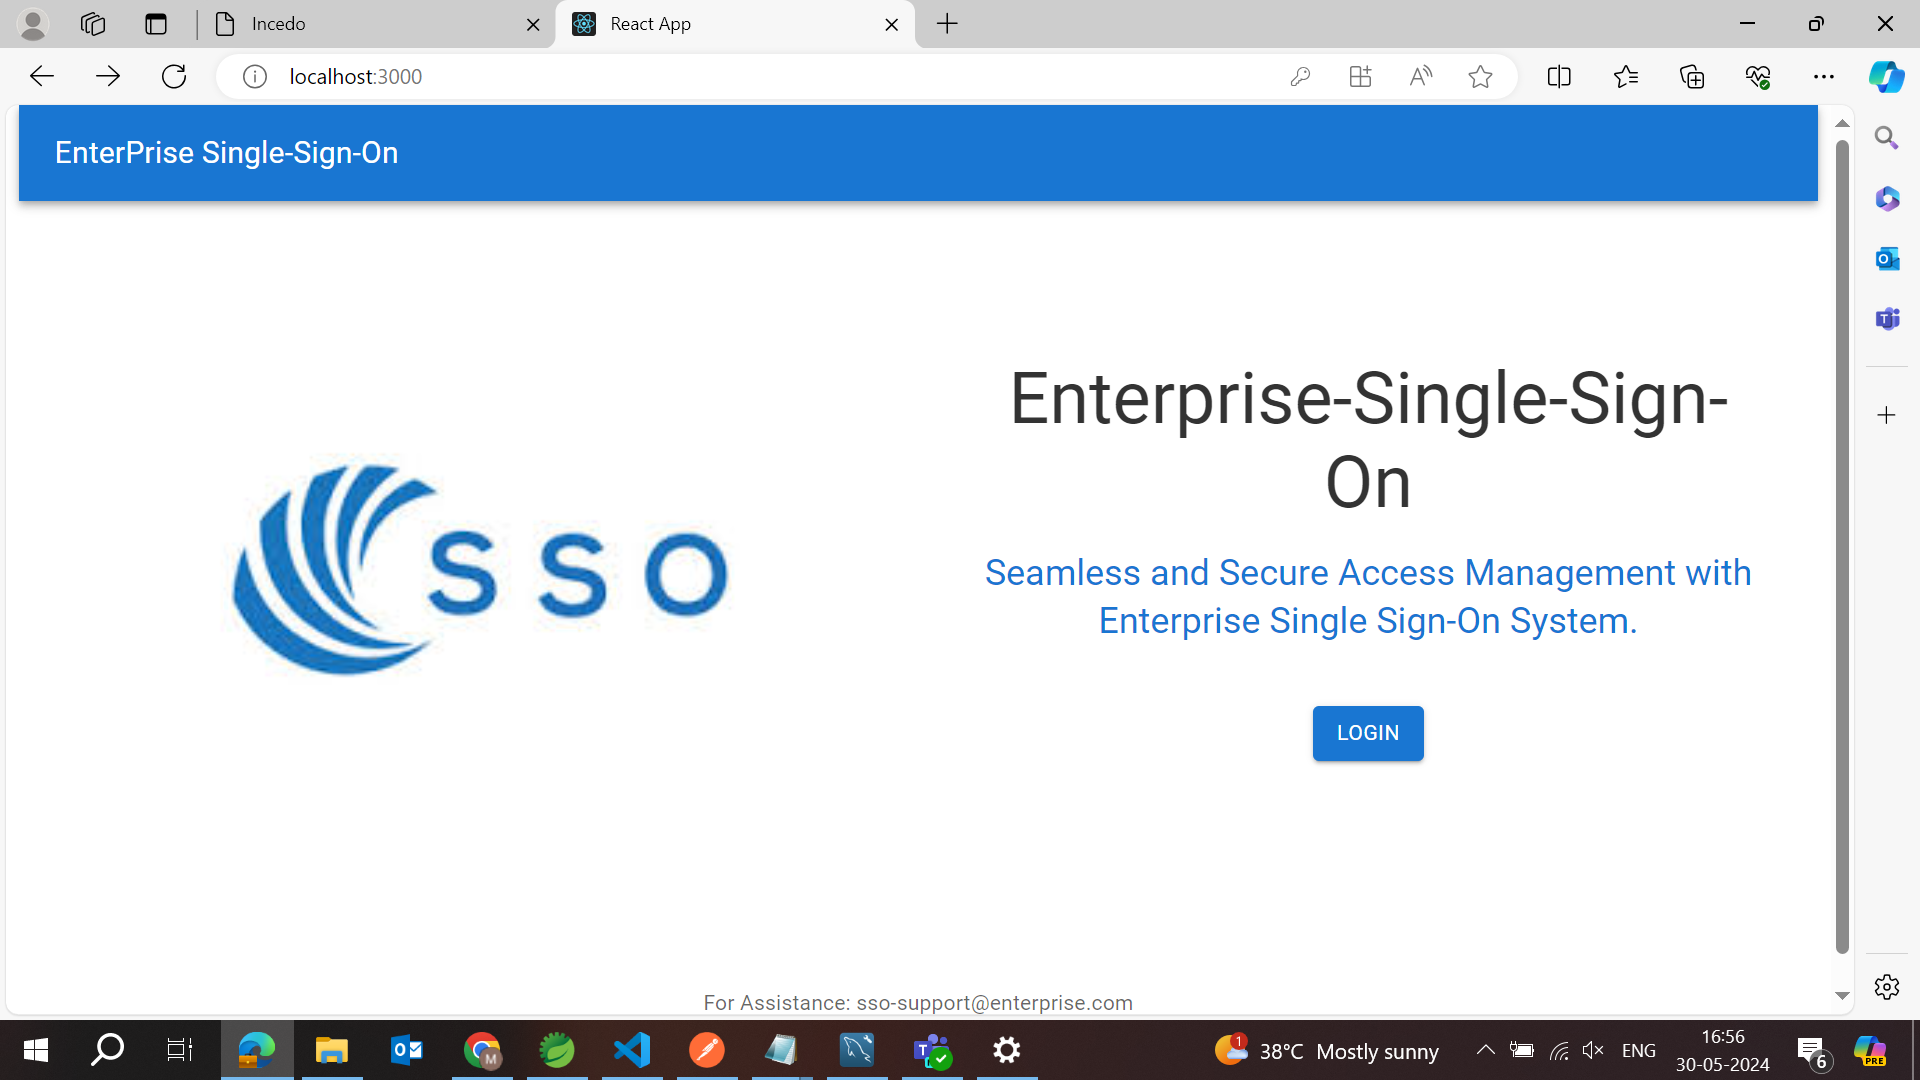 Incedo
React App
localhost:3000
EnterPrise Single-Sign-On
Enterprise-Single-Sign-
On
SSO
Seamless and Secure Access Management with
Enterprise Single Sign-On System.
LOGIN
For Assistance: sso-support@enterprise.com
M
1
38°C Mostly sunny
ENG
16:56
30-05-2024
6
PRE